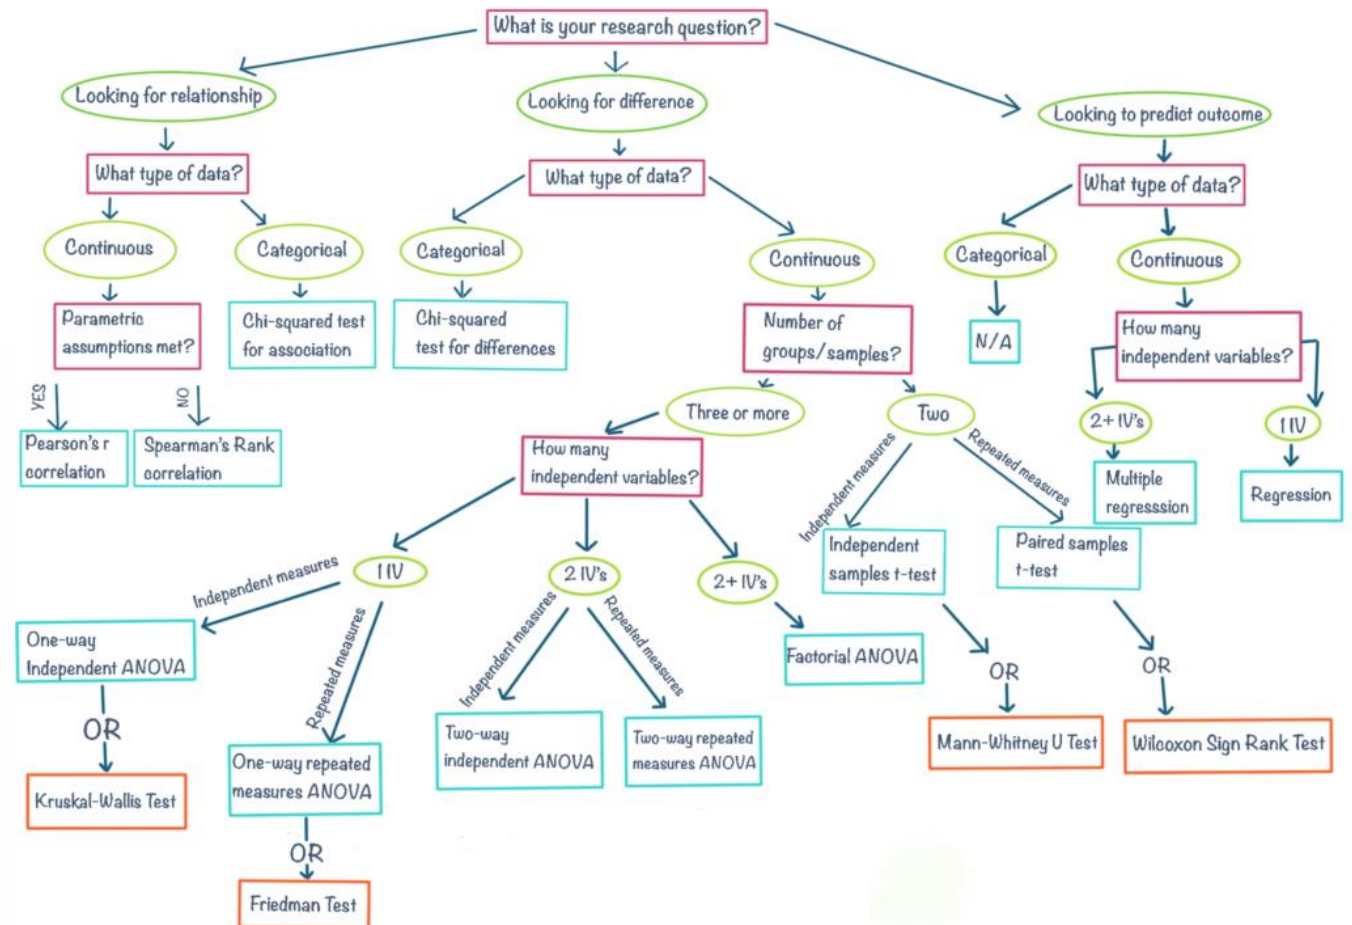 What is your research question?
Looking for relationship
Looking for difference
Looking to predict outcome
What type of data?
What type of data?
What type of data?
Continuous
Categorical
Categorical
Continuous
Categorical
Continuous
Parametric
assumptions met?
Chi-squared test
for association
Chi-squared
test for differences
Number of
groups/samples?
N/A
How many
independent variables?
YES
NO
Three or more
Two
2+ IV's
1 IV
Pearson's r
correlation
Spearman's Rank
correlation
How many
independent variables?
Independent measures
Repeated measures
Multiple
regresssion
Regression
Independent
samples t-test
Paired samples
t-test
Independent measures
1 IV
2 IV's
2+ IV's
Repeated measures
Independent measures
Repeated measures
One-way
Independent ANOVA
Factorial ANOVA
OR
OR
OR
Two-way
independent ANOVA
Two-way repeated
measures ANOVA
Mann-Whitney U Test
Wilcoxon Sign Rank Test
Kruskal-Wallis Test
One-way repeated
measures ANOVA
OR
Friedman Test